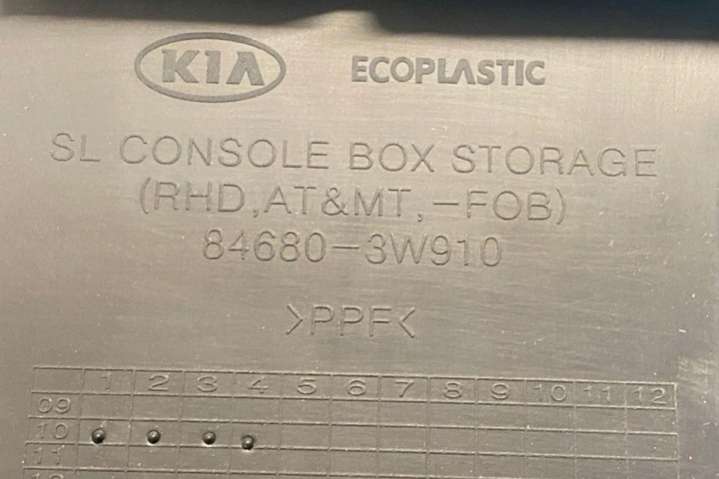 KIA ECOPLASTIC
SL CONSOLE BOX STORAGE
(RHD,AT&MT,-FOB)
84680-3W910
>PPF<
1 2 3 4 5 6 7 8 9 10 11 12
09
10
11